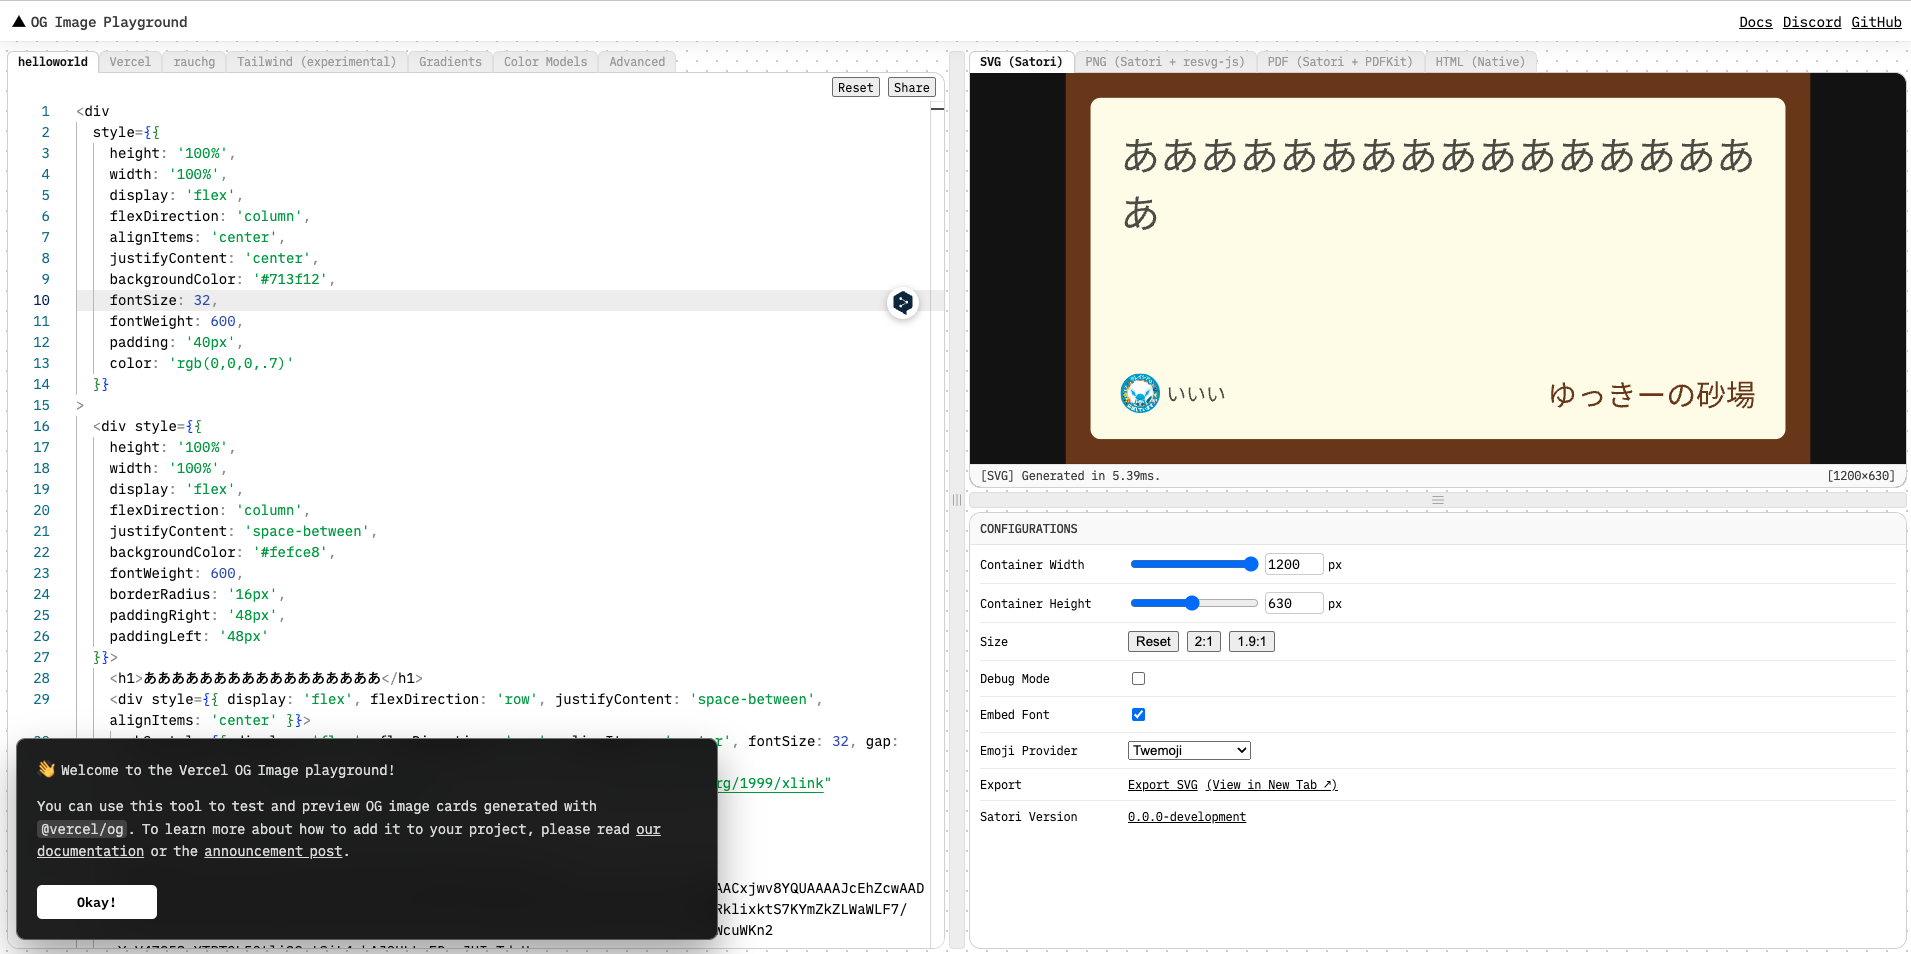 ▲ OG Image Playground
Docs Discord GitHub
helloworld Vercel rauchg Tailwind (experimental) Gradients Color Models Advanced
Reset Share
1 <div
2 style={{
3 height: '100%',
4 width: '100%',
5 display: 'flex',
6 flexDirection: 'column',
7 alignItems: 'center',
8 justifyContent: 'center',
9 backgroundColor: '#713f12',
10 fontSize: 32,
11 fontWeight: 600,
12 padding: '40px',
13 color: 'rgb(0,0,0,.7)'
14 }}
15 >
16 <div style={{
17 height: '100%',
18 width: '100%',
19 display: 'flex',
20 flexDirection: 'column',
21 justifyContent: 'space-between',
22 backgroundColor: '#fefce8',
23 fontWeight: 600,
24 borderRadius: '16px',
25 paddingRight: '48px',
26 paddingLeft: '48px'
27 }}>
28 <h1>あああああああああああああああああ</h1>
29 <div style={{ display: 'flex', flexDirection: 'row', justifyContent: 'space-between',
alignItems: 'center' }}>
, fontSize: 32, gap:
rg/1999/xlink"
AACxjwv8YQUAAAAJcEhZcwAAD
RklixktS7KYmZkZLWaWLF7/
WcuWKn2
👋 Welcome to the Vercel OG Image playground!
You can use this tool to test and preview OG image cards generated with
@vercel/og. To learn more about how to add it to your project, please read our
documentation or the announcement post.
Okay!
SVG (Satori) PNG (Satori + resvg-js) PDF (Satori + PDFKit) HTML (Native)
ああああああああああああああああ
あ
いいい
ゆっきーの砂場
[SVG] Generated in 5.39ms.
[1200×630]
CONFIGURATIONS
Container Width 1200 px
Container Height 630 px
Size Reset 2:1 1.9:1
Debug Mode
Embed Font
Emoji Provider Twemoji
Export Export SVG (View in New Tab ↗)
Satori Version 0.0.0-development